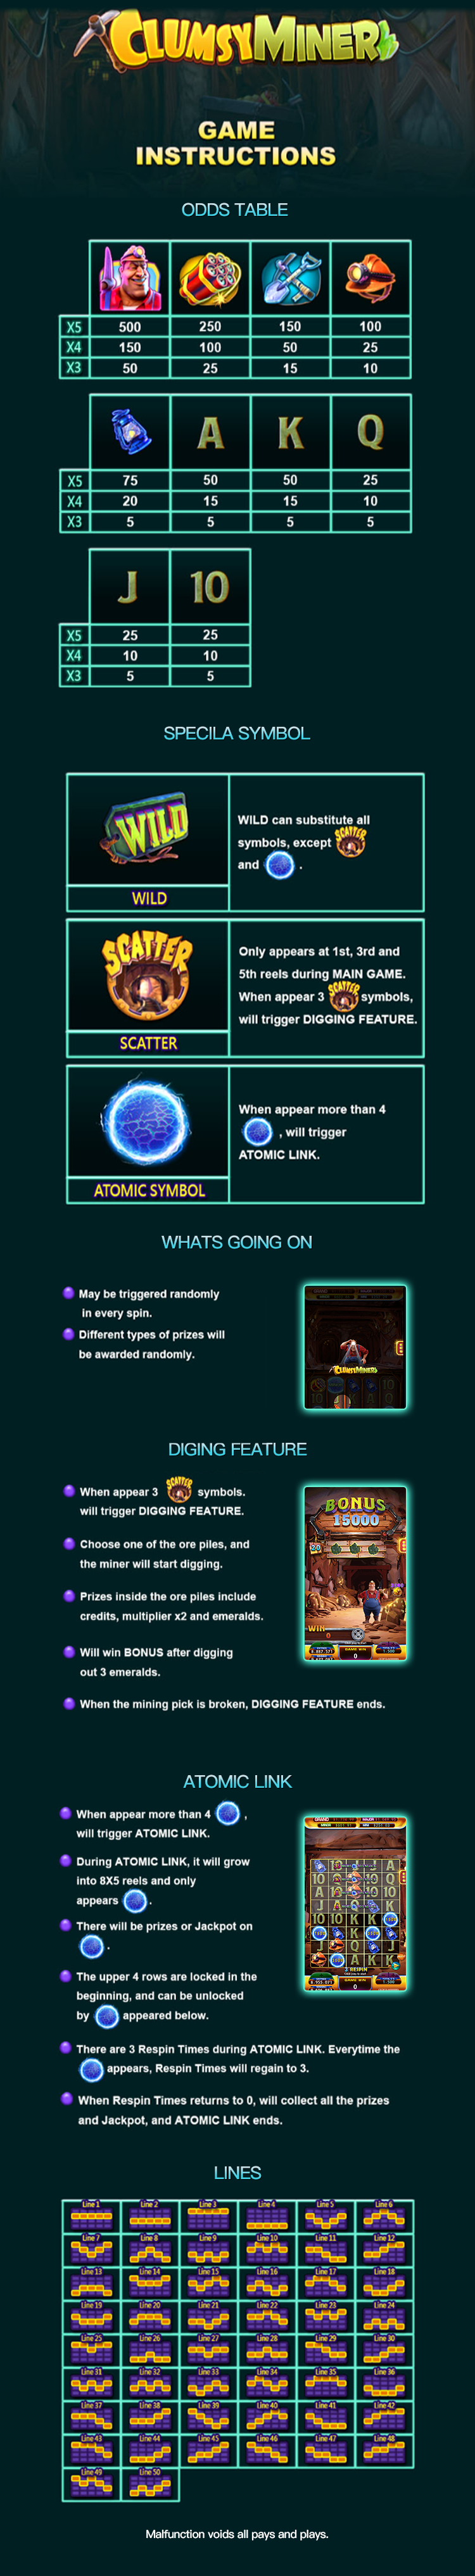 CLUMSYMINER
GAME
INSTRUCTIONS
ODDS TABLE
X5 500 250 150 100
X4 150 100 50 25
X3 50 25 15 10
A K Q
X5 75 50 50 25
X4 20 15 15 10
X3 5 5 5 5
J 10
X5 25 25
X4 10 10
X3 5 5
SPECILA SYMBOL
WILD
WILD
WILD can substitute all
symbols, except SCATTER
and .
SCATTER
SCATTER
Only appears at 1st, 3rd and
5th reels during MAIN GAME.
When appear 3 SCATTER symbols,
will trigger DIGGING FEATURE.
ATOMIC SYMBOL
When appear more than 4
, will trigger
ATOMIC LINK.
WHATS GOING ON
May be triggered randomly
in every spin.
Different types of prizes will
be awarded randomly.
CLUMSYMINER
DIGING FEATURE
When appear 3 SCATTER symbols.
will trigger DIGGING FEATURE.
Choose one of the ore piles, and
the miner will start digging.
Prizes inside the ore piles include
credits, multiplier x2 and emeralds.
Will win BONUS after digging
out 3 emeralds.
When the mining pick is broken, DIGGING FEATURE ends.
BONUS
15000
WIN
ATOMIC LINK
When appear more than 4 ,
will trigger ATOMIC LINK.
During ATOMIC LINK, it will grow
into 8X5 reels and only
appears .
There will be prizes or Jackpot on
.
The upper 4 rows are locked in the
beginning, and can be unlocked
by appeared below.
There are 3 Respin Times during ATOMIC LINK. Everytime the
appears, Respin Times will regain to 3.
When Respin Times returns to 0, will collect all the prizes
and Jackpot, and ATOMIC LINK ends.
LINES
Line 1 Line 2 Line 3 Line 4 Line 5 Line 6
Line 7 Line 8 Line 9 Line 10 Line 11 Line 12
Line 13 Line 14 Line 15 Line 16 Line 17 Line 18
Line 19 Line 20 Line 21 Line 22 Line 23 Line 24
Line 25 Line 26 Line 27 Line 28 Line 29 Line 30
Line 31 Line 32 Line 33 Line 34 Line 35 Line 36
Line 37 Line 38 Line 39 Line 40 Line 41 Line 42
Line 43 Line 44 Line 45 Line 46 Line 47 Line 48
Line 49 Line 50
Malfunction voids all pays and plays.